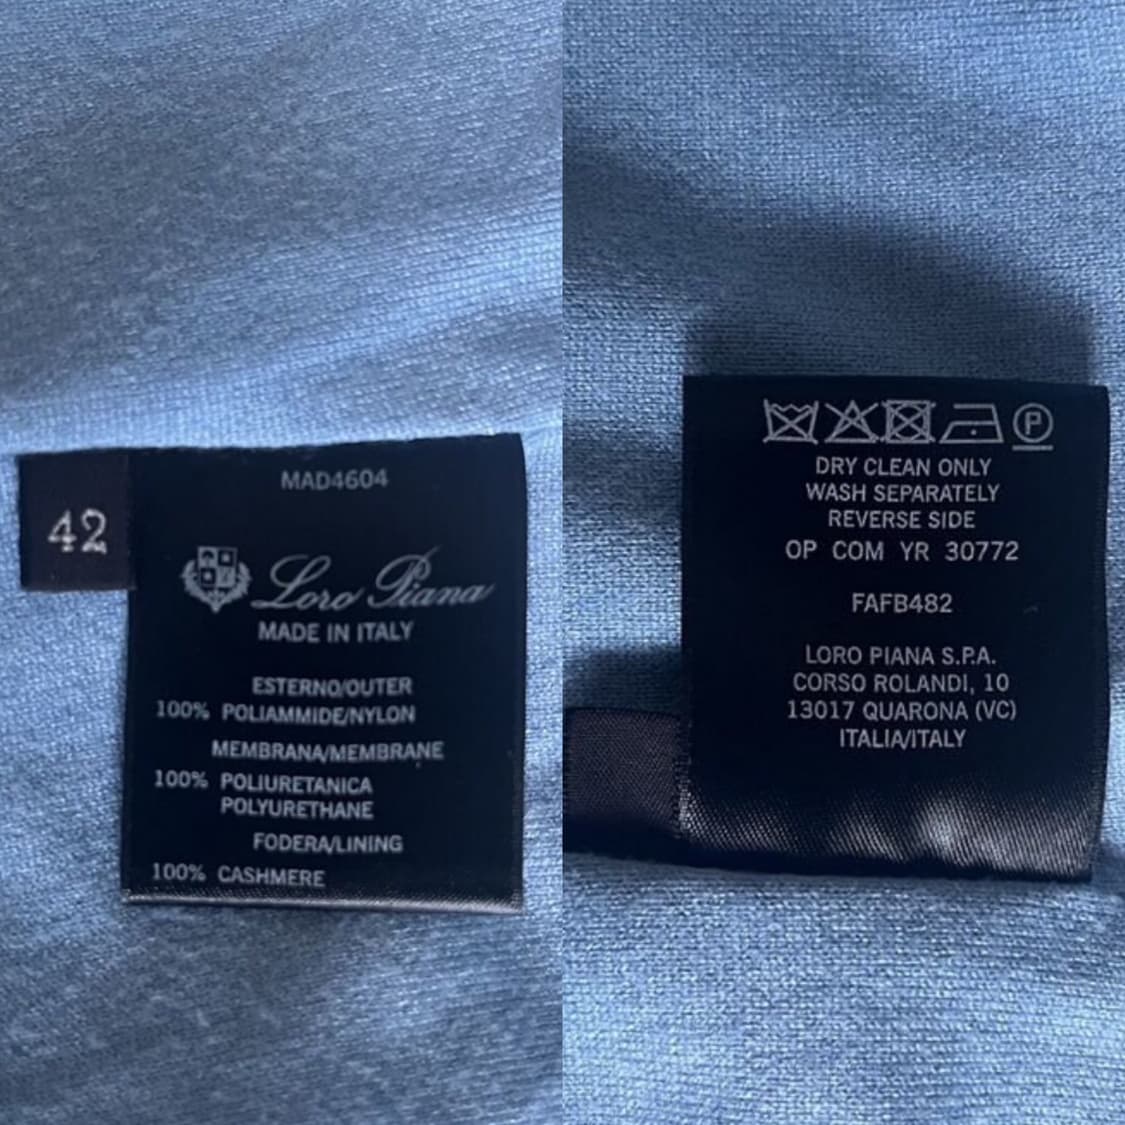 42
MAD4604
Loro Piana
MADE IN ITALY
ESTERNO/OUTER
100% POLIAMMIDE/NYLON
MEMBRANA/MEMBRANE
100% POLIURETANICA
POLYURETHANE
FODERA/LINING
100% CASHMERE
P
DRY CLEAN ONLY
WASH SEPARATELY
REVERSE SIDE
OP COM YR 30772
FAFB482
LORO PIANA S.P.A.
CORSO ROLANDI, 10
13017 QUARONA (VC)
ITALIA/ITALY